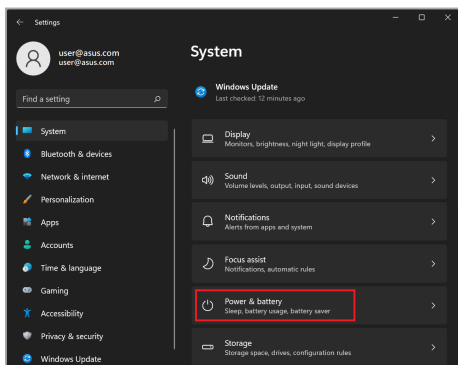 Settings
user@asus.com
user@asus.com
Find a setting
System
Bluetooth & devices
Network & internet
Personalization
Apps
Accounts
Time & language
Gaming
Accessibility
Privacy & security
Windows Update
System
Windows Update
Last checked: 12 minutes ago
Display
Monitors, brightness, night light, display profile
Sound
Volume levels, output, input, sound devices
Notifications
Alerts from apps and system
Focus assist
Notifications, automatic rules
Power & battery
Sleep, battery usage, battery saver
Storage
Storage space, drives, configuration rules